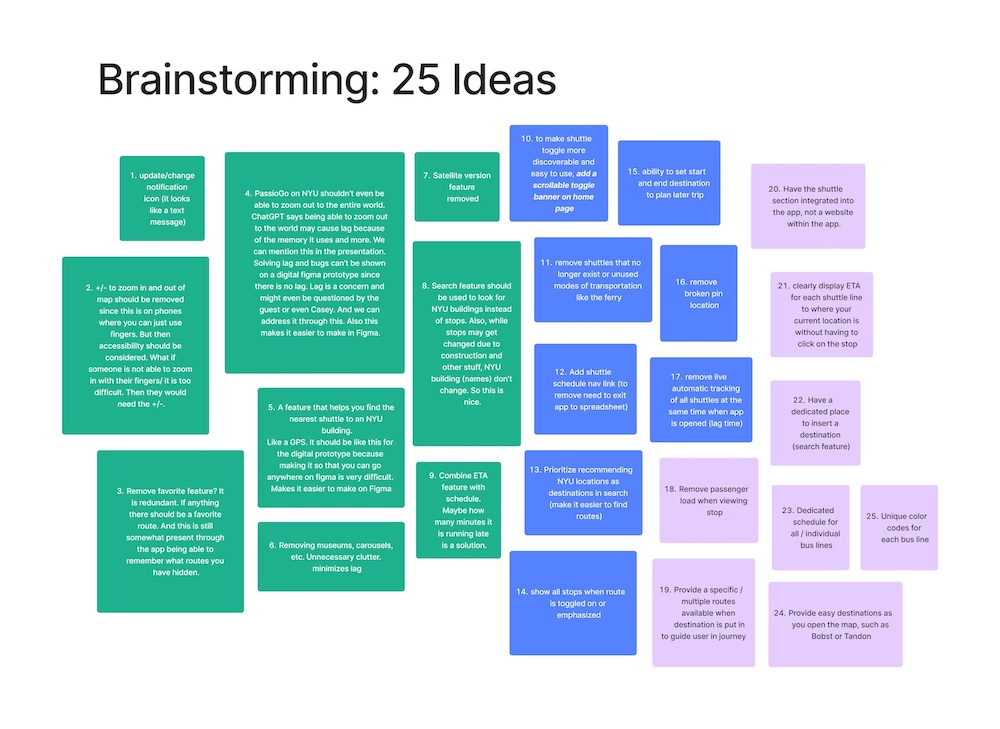 Brainstorming: 25 Ideas
1. update/change
notification
icon (it looks
like a text
message)
2. +/- to zoom in and out of
map should be removed
since this is on phones
where you can just use
fingers. But then
accessibility should be
considered. What if
someone is not able to zoom
in with their fingers/ it is too
difficult. Then they would
need the +/-.
3. Remove favorite feature? It
is redundant. If anything
there should be a favorite
route. And this is still
somewhat present through
the app being able to
remember what routes you
have hidden.
4. PassioGo on NYU shouldn't even be
able to zoom out to the entire world.
ChatGPT says being able to zoom out
to the world may cause lag because
of the memory it uses and more. We
can mention this in the presentation.
Solving lag and bugs can't be shown
on a digital figma prototype since
there is no lag. Lag is a concern and
might even be questioned by the
guest or even Casey. And we can
address it through this. Also this
makes it easier to make in Figma.
5. A feature that helps you find the
nearest shuttle to an NYU
building.
Like a GPS. It should be like this for
the digital prototype because
making it so that you can go
anywhere on figma is very difficult.
Makes it easier to make on Figma
6. Removing museums, carousels,
etc. Unnecessary clutter.
minimizes lag
7. Satellite version
feature
removed
8. Search feature should
be used to look for
NYU buildings instead
of stops. Also, while
stops may get
changed due to
construction and
other stuff, NYU
building (names) don't
change. So this is
nice.
9. Combine ETA
feature with
schedule.
Maybe how
many minutes it
is running late
is a solution.
10. to make shuttle
toggle more
discoverable and
easy to use, add a
scrollable toggle
banner on home
page
11. remove shuttles that no
longer exist or unused
modes of transportation
like the ferry
12. Add shuttle
schedule nav link (to
remove need to exit
app to spreadsheet)
13. Prioritize recommending
NYU locations as
destinations in search
(make it easier to find
routes)
14. show all stops when route
is toggled on or
emphasized
15. ability to set start
and end destination
to plan later trip
16. remove
broken pin
location
17. remove live
automatic tracking
of all shuttles at the
same time when app
is opened (lag time)
18. Remove passenger
load when viewing
stop
19. Provide a specific /
multiple routes
available when
destination is put in
to guide user in journey
20. Have the shuttle
section integrated into
the app, not a website
within the app.
21. clearly display ETA
for each shuttle line
to where your
current location is
without having to
click on the stop
22. Have a
dedicated place
to insert a
destination
(search feature)
23. Dedicated
schedule for
all / individual
bus lines
24. Provide easy destinations as
you open the map, such as
Bobst or Tandon
25. Unique color
codes for
each bus line